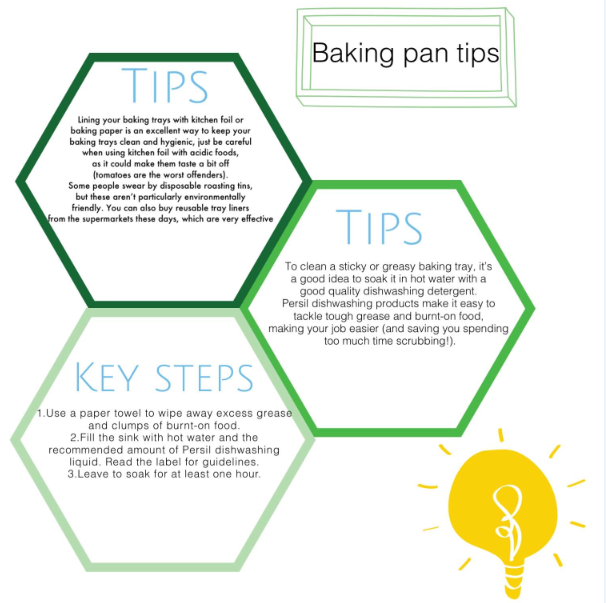 Baking pan tips
TIPS
Lining your baking trays with kitchen foil or
baking paper is an excellent way to keep your
baking trays clean and hygienic, just be careful
when using kitchen foil with acidic foods,
as it could make them taste a bit off
(tomatoes are the worst offenders).
Some people swear by disposable roasting tins,
but these aren't particularly environmentally
friendly. You can also buy reusable tray liners
from the supermarkets these days, which are very effective
TIPS
To clean a sticky or greasy baking tray, it's
a good idea to soak it in hot water with a
good quality dishwashing detergent.
Persil dishwashing products make it easy to
tackle tough grease and burnt-on food,
making your job easier (and saving you spending
too much time scrubbing!).
KEY STEPS
1.Use a paper towel to wipe away excess grease
and clumps of burnt-on food.
2.Fill the sink with hot water and the
recommended amount of Persil dishwashing
liquid. Read the label for guidelines.
3.Leave to soak for at least one hour.